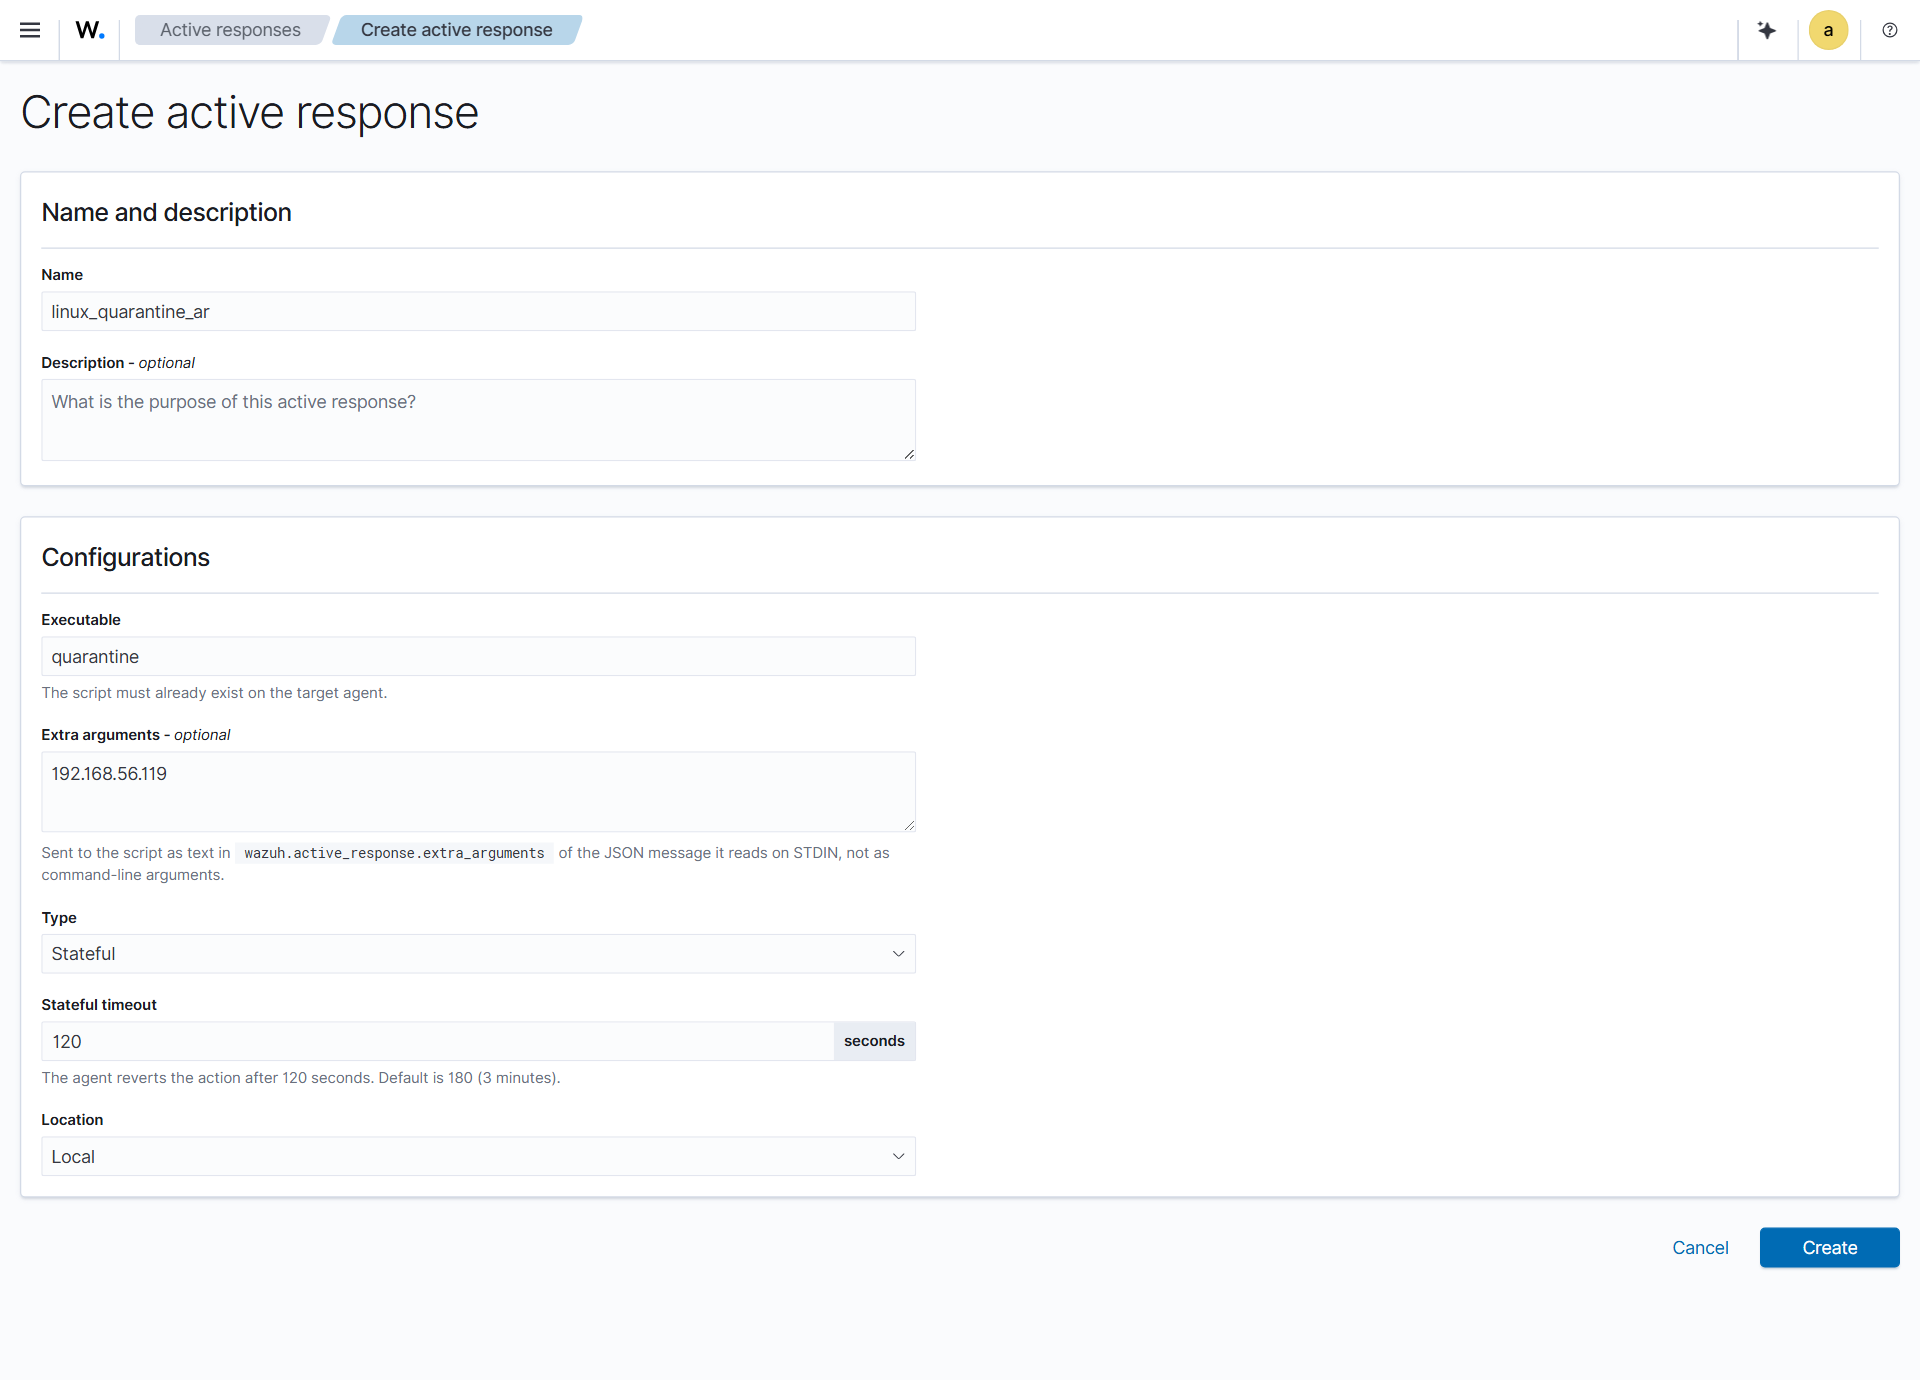 W.
Active responses
Create active response
a
Create active response
Name and description
Name
linux_quarantine_ar
Description - optional
What is the purpose of this active response?
Configurations
Executable
quarantine
The script must already exist on the target agent.
Extra arguments - optional
192.168.56.119
Sent to the script as text in wazuh.active_response.extra_arguments of the JSON message it reads on STDIN, not as
command-line arguments.
Type
Stateful
Stateful timeout
120
seconds
The agent reverts the action after 120 seconds. Default is 180 (3 minutes).
Location
Local
Cancel
Create